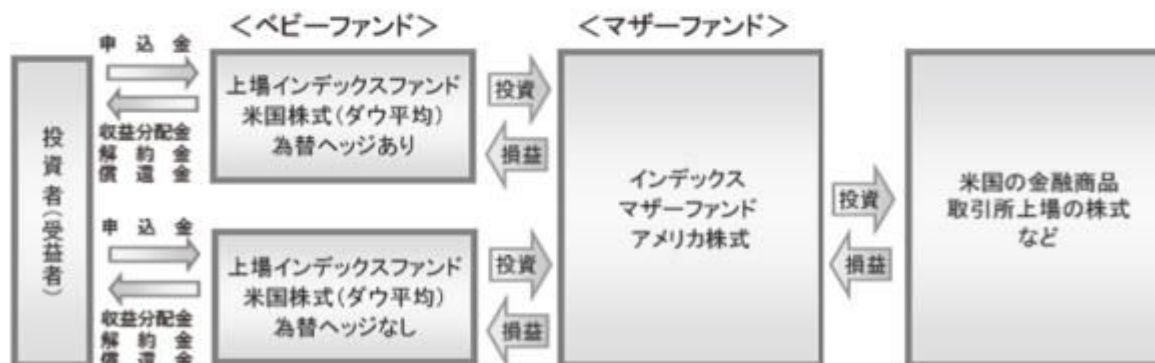 ＜ベビーファンド＞
＜マザーファンド＞
申込金
収益分配金
解約金
償還金
投資者(受益者)
上場インデックスファンド
米国株式(ダウ平均)
為替ヘッジあり
投資
損益
申込金
収益分配金
解約金
償還金
上場インデックスファンド
米国株式(ダウ平均)
為替ヘッジなし
投資
損益
インデックス
マザーファンド
アメリカ株式
投資
損益
米国の金融商品
取引所上場の株式
など